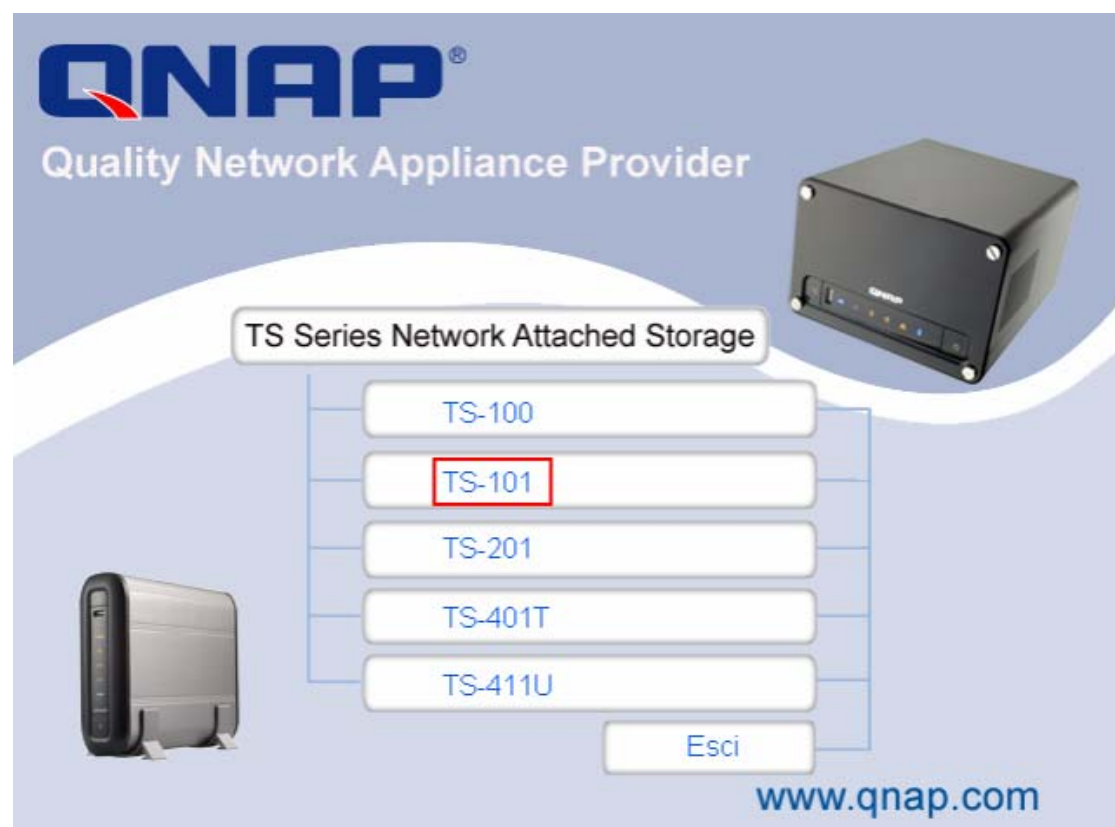 QNAP®
Quality Network Appliance Provider
QNAP
TS Series Network Attached Storage
TS-100
TS-101
TS-201
TS-401T
TS-411U
Esci
www.qnap.com